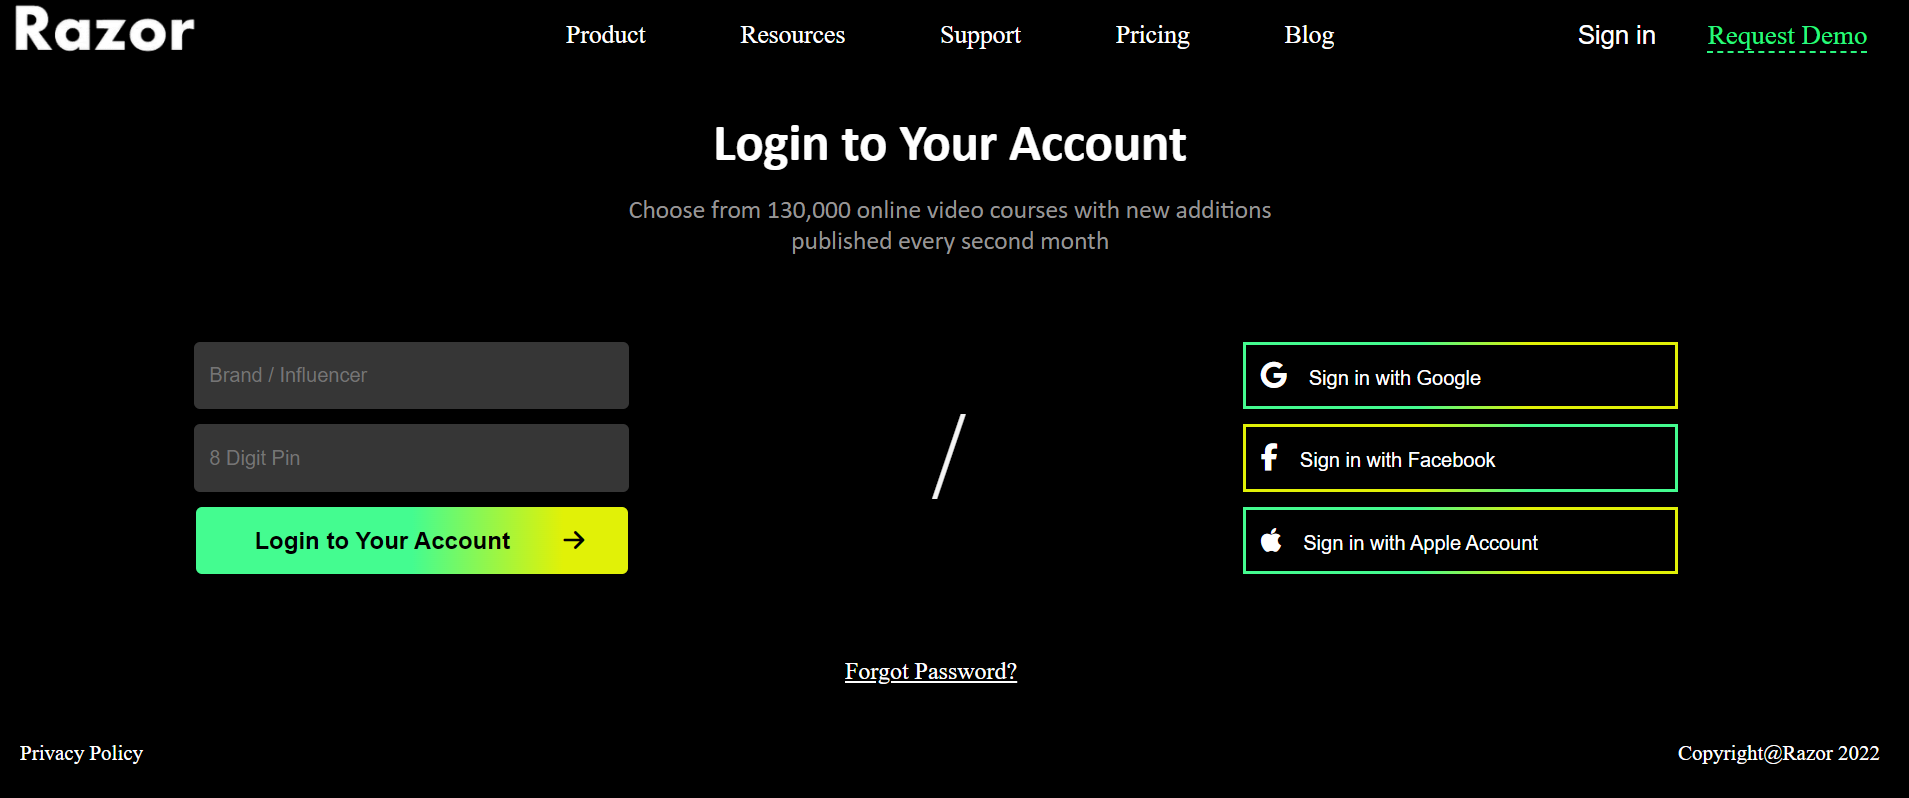 Razor
Product
Resources
Support
Pricing
Blog
Sign in
Request Demo
Login to Your Account
Choose from 130,000 online video courses with new additions
published every second month
Brand / Influencer
8 Digit Pin
Login to Your Account
/
Sign in with Google
Sign in with Facebook
Sign in with Apple Account
Forgot Password?
Privacy Policy
Copyright@Razor 2022